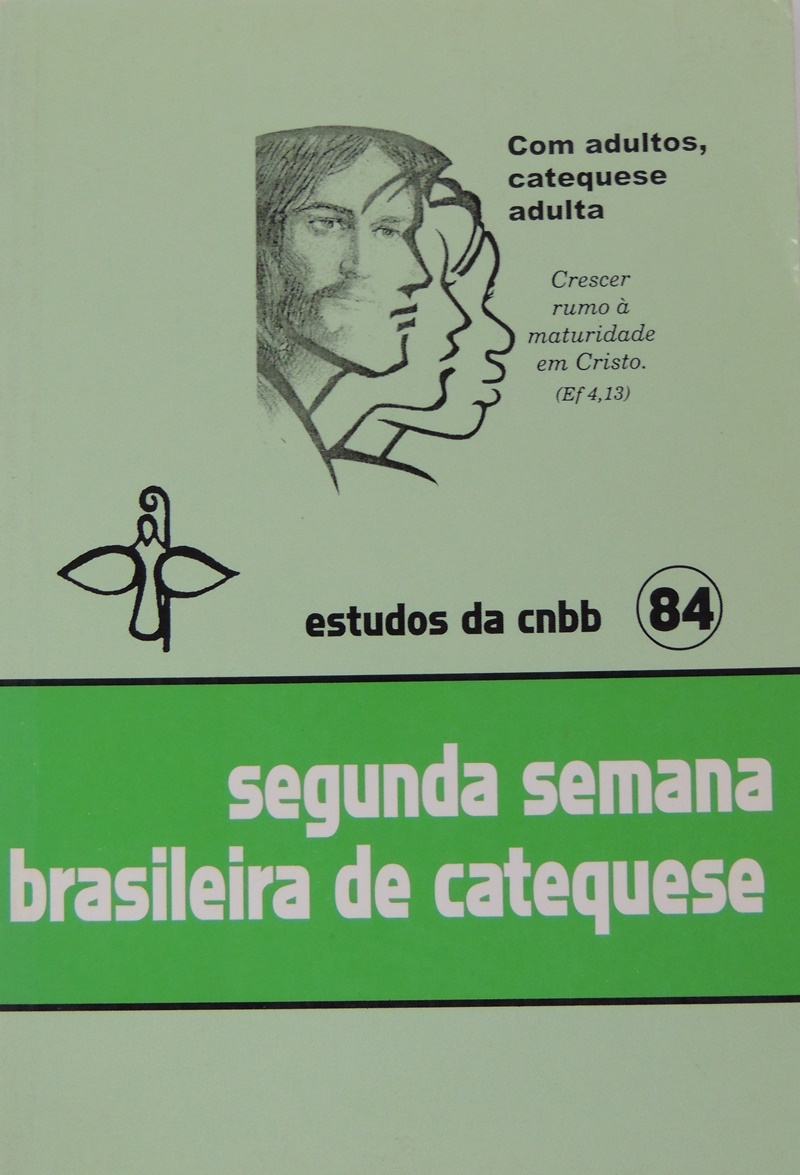 Com adultos,
catequese
adulta
Crescer
rumo à
maturidade
em Cristo.
(Ef 4,13)
estudos da cnbb 84
segunda semana
brasileira de catequese